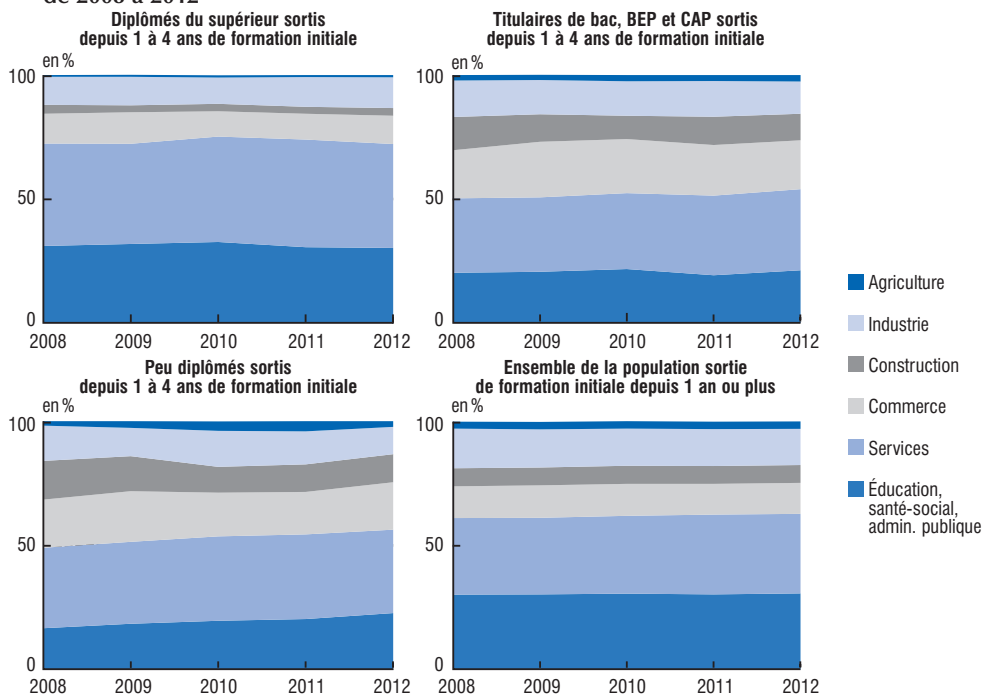 de 2008 à 2012
Diplômés du supérieur sortis
depuis 1 à 4 ans de formation initiale
en %
100
50
0
2008 2009 2010 2011 2012
Titulaires de bac, BEP et CAP sortis
depuis 1 à 4 ans de formation initiale
en %
100
50
0
2008 2009 2010 2011 2012
Peu diplômés sortis
depuis 1 à 4 ans de formation initiale
en %
100
50
0
2008 2009 2010 2011 2012
Ensemble de la population sortie
de formation initiale depuis 1 an ou plus
en %
100
50
0
2008 2009 2010 2011 2012
Agriculture
Industrie
Construction
Commerce
Services
Éducation,
santé-social,
admin. publique